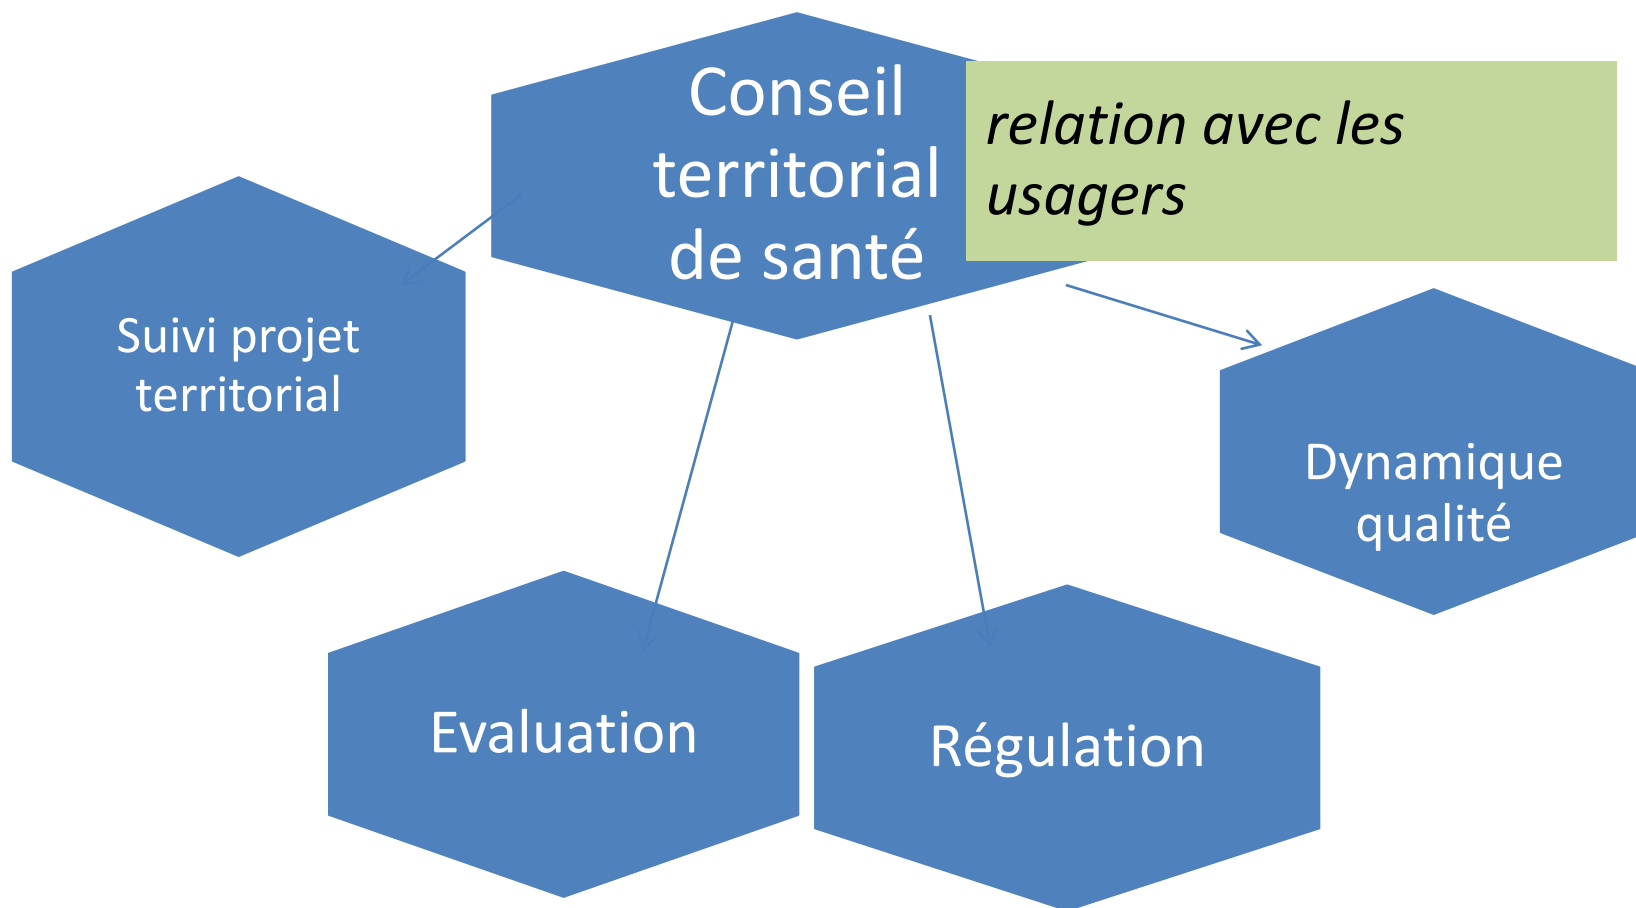 Conseil
territorial
de santé
relation avec les
usagers
Suivi projet
territorial
Dynamique
qualité
Evaluation
Régulation